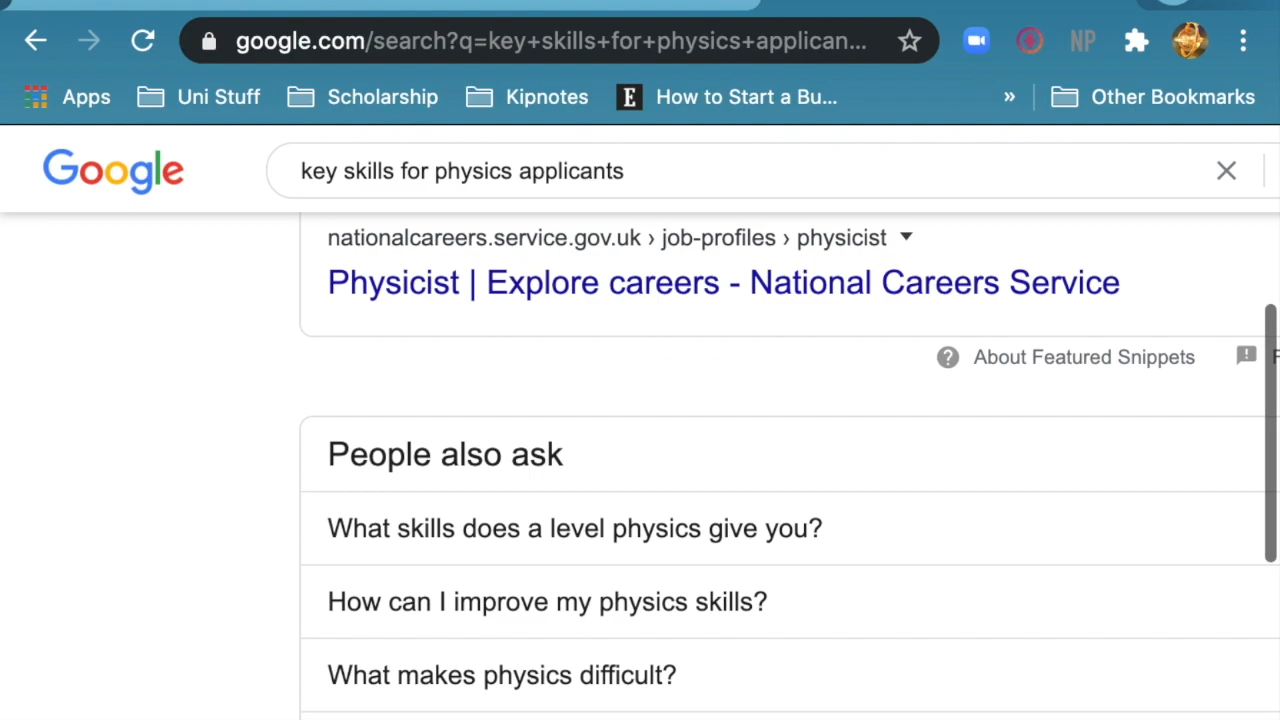 google.com/search?q=key+skills+for+physics+applican...
NP
Apps
Uni Stuff
Scholarship
Kipnotes
E
How to Start a Bu...
»
Other Bookmarks
Google
key skills for physics applicants
nationalcareers.service.gov.uk › job-profiles › physicist
Physicist | Explore careers - National Careers Service
About Featured Snippets
People also ask
What skills does a level physics give you?
How can I improve my physics skills?
What makes physics difficult?